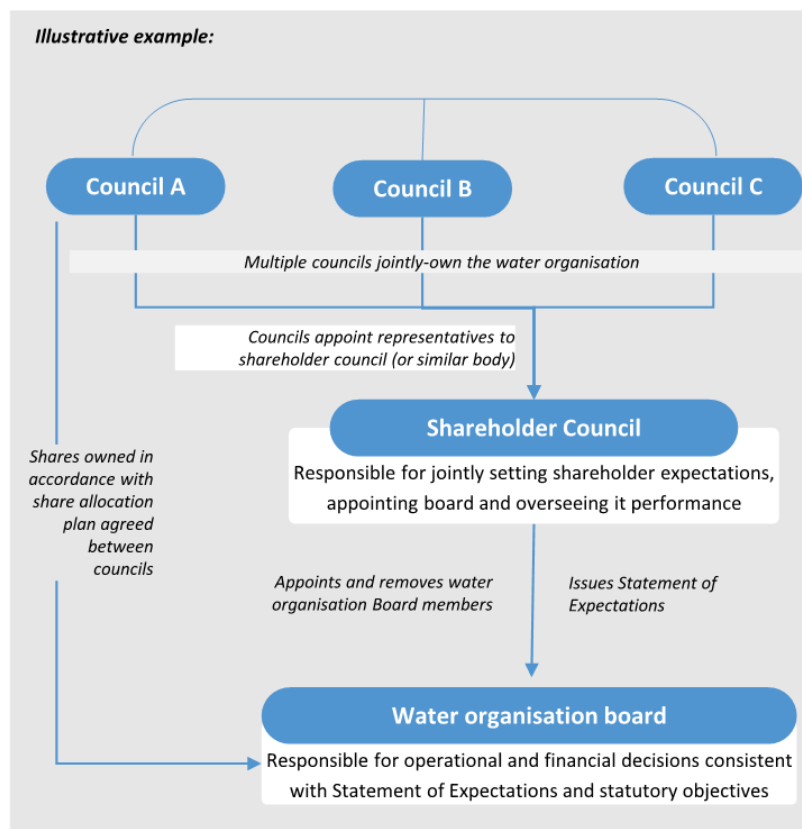 Illustrative example:
Council A
Council B
Council C
Multiple councils jointly-own the water organisation
Councils appoint representatives to
shareholder council (or similar body)
Shareholder Council
Responsible for jointly setting shareholder expectations,
appointing board and overseeing it performance
Shares owned in
accordance with
share allocation
plan agreed
between
councils
Appoints and removes water
organisation Board members
Issues Statement of
Expectations
Water organisation board
Responsible for operational and financial decisions consistent
with Statement of Expectations and statutory objectives